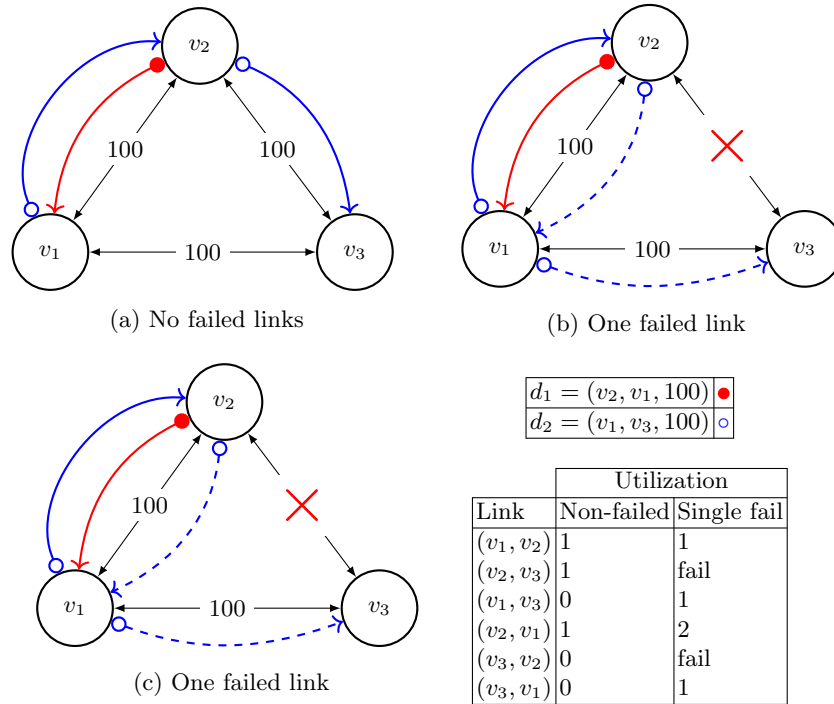 v₂
100
100
v₁
100
v₃
(a) No failed links
v₂
100
v₁
100
v₃
(b) One failed link
v₂
100
v₁
100
v₃
(c) One failed link
d₁ = (v₂, v₁, 100)
d₂ = (v₁, v₃, 100)
Utilization
Link Non-failed Single fail
(v₁, v₂) 1 1
(v₂, v₃) 1 fail
(v₁, v₃) 0 1
(v₂, v₁) 1 2
(v₃, v₂) 0 fail
(v₃, v₁) 0 1